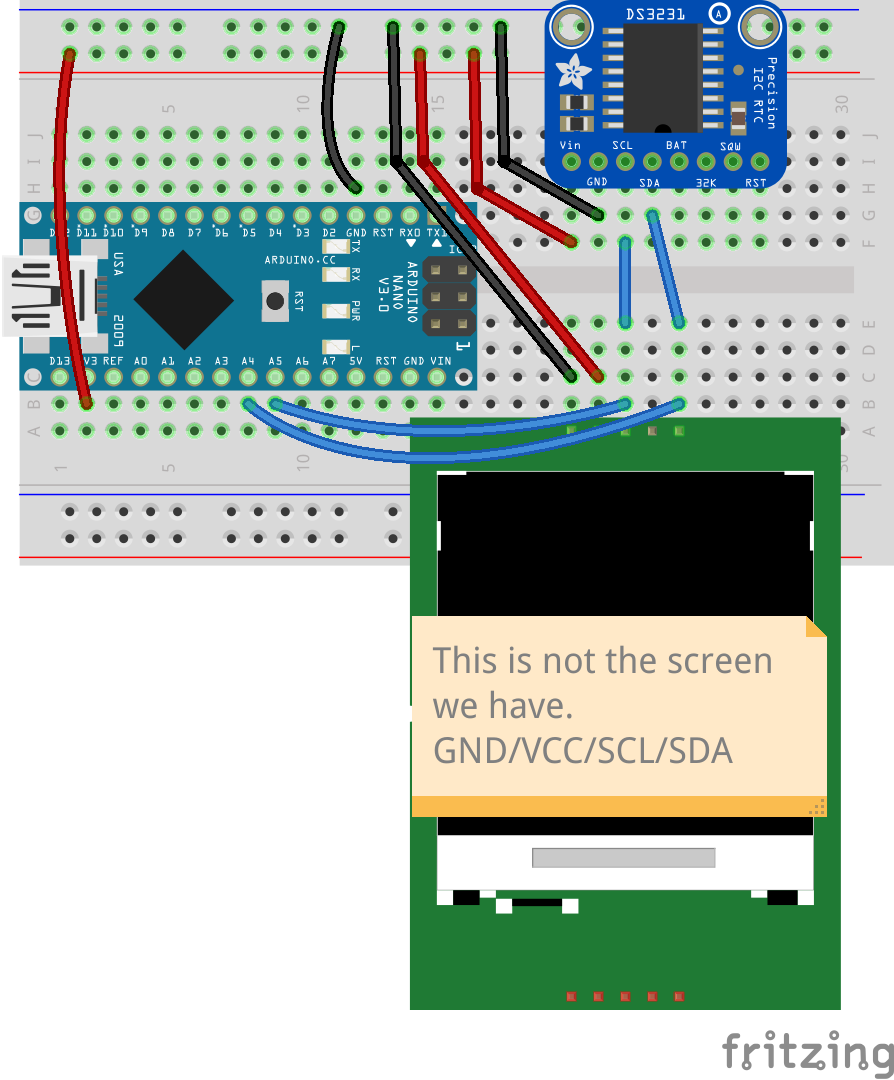 DS3231
A
Precision
I2C RTC
5
10
15
30
J
J
I
I
H
H
Vin
SCL
BAT
SQW
GND
SDA
32K
RST
G
G
F
F
D11
D10
D9
D8
D7
D6
D5
D4
D3
D2
GND
RST
RX0
TX1
ARDUINO.CC
TX
RX
PWR
L
RST
ARDUINO
NANO
V3.0
USA
2009
E
D
D13
3V3
REF
A0
A1
A2
A3
A4
A5
A6
A7
5V
RST
GND
VIN
C
C
B
B
A
A
1
5
10
30
This is not the screen
we have.
GND/VCC/SCL/SDA
fritzing